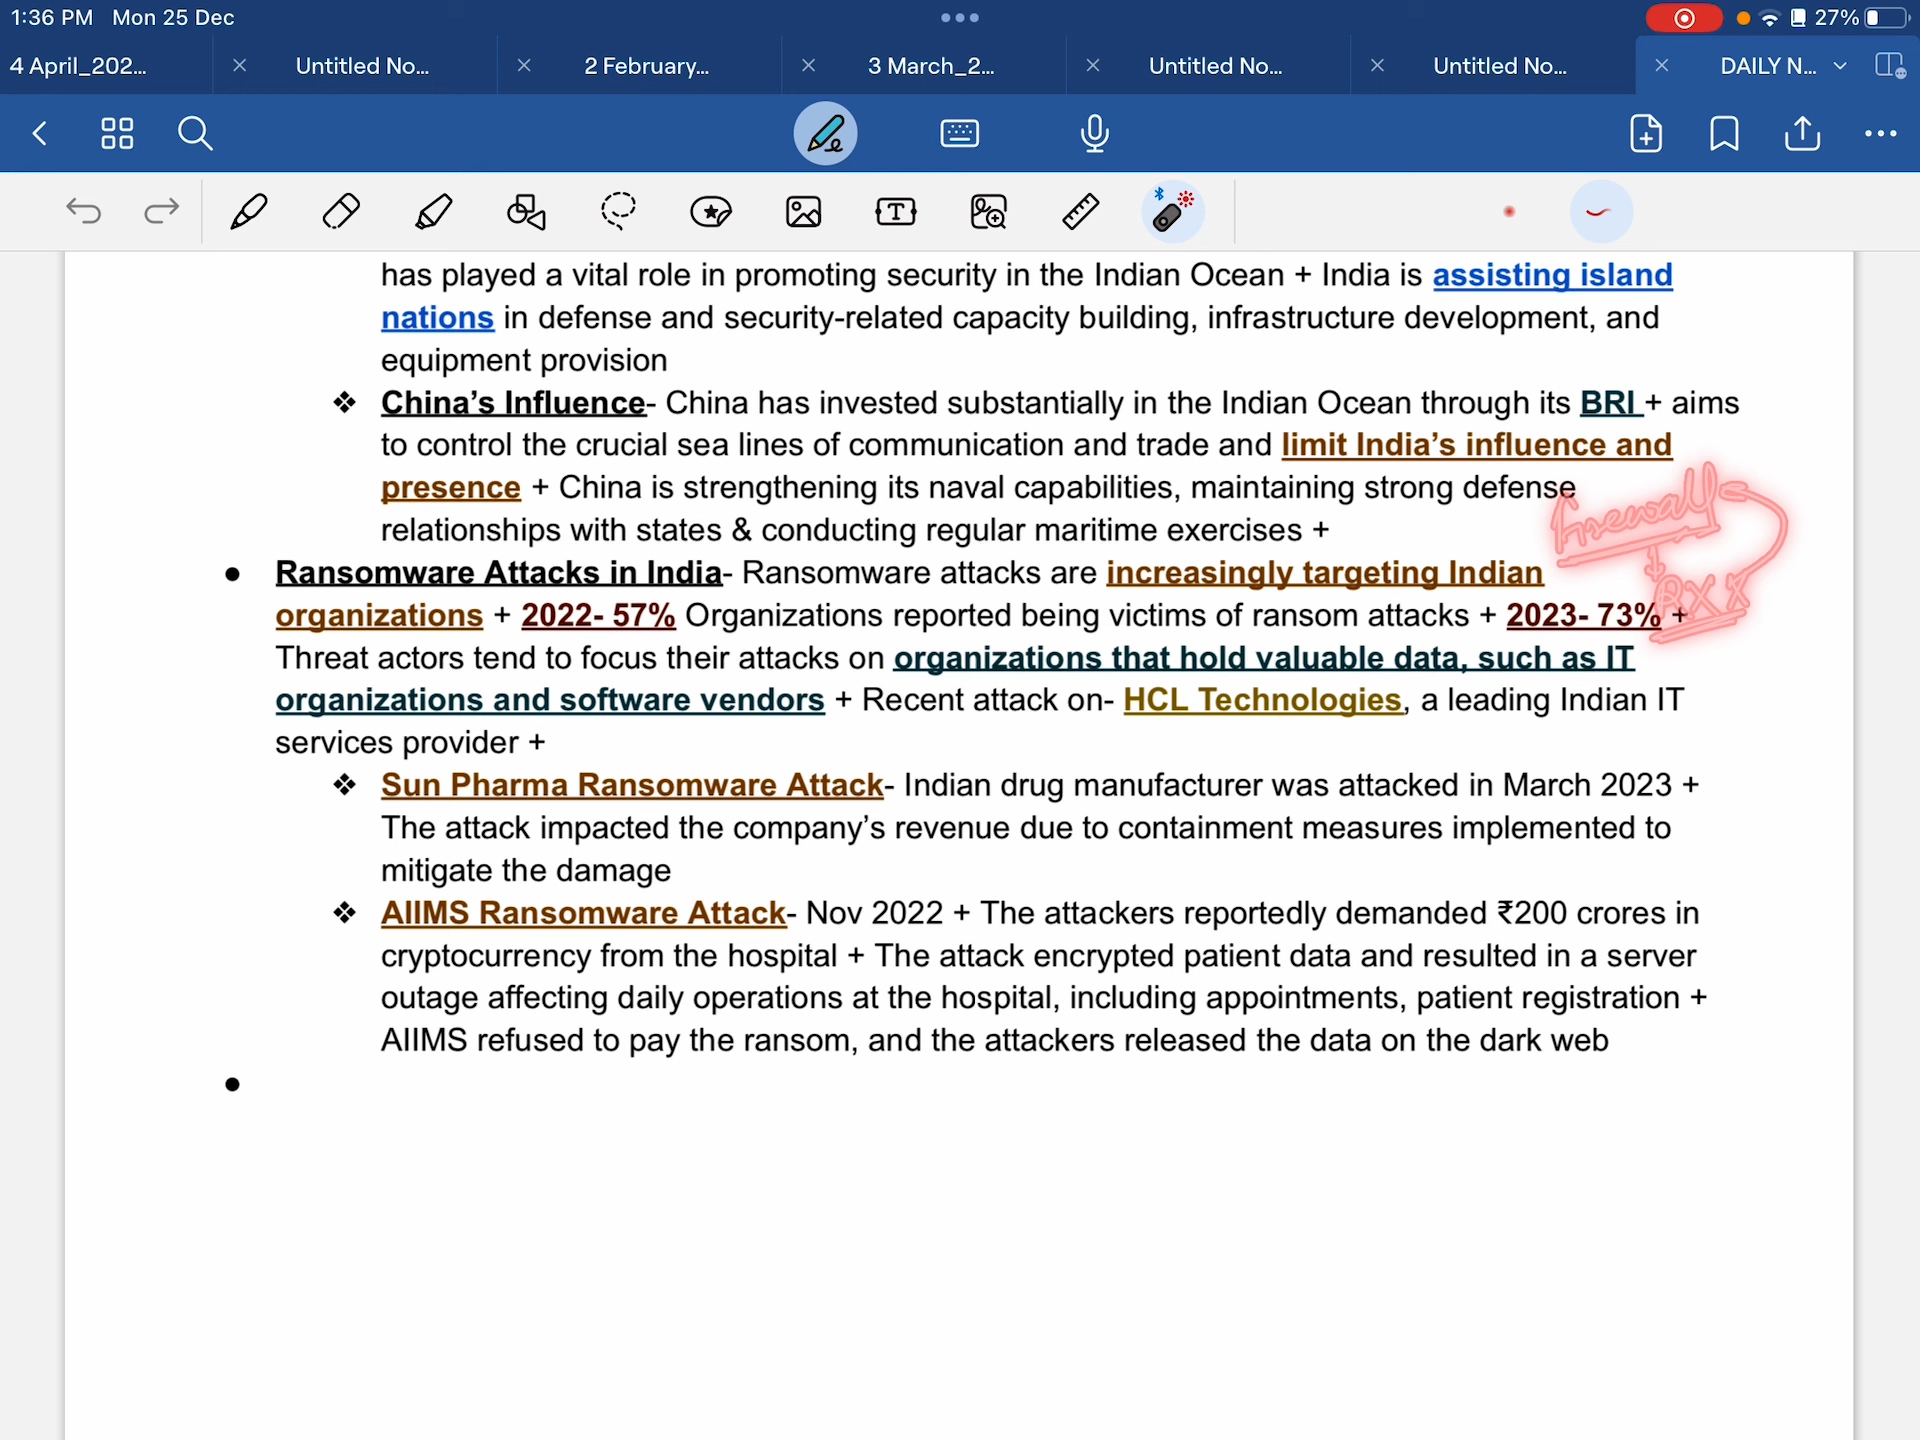 1:36 PM Mon 25 Dec
27%
4 April_202...
Untitled No...
2 February...
3 March_2...
Untitled No...
Untitled No...
DAILY N...
has played a vital role in promoting security in the Indian Ocean + India is assisting island
nations in defense and security-related capacity building, infrastructure development, and
equipment provision
❖ China’s Influence- China has invested substantially in the Indian Ocean through its BRI + aims
to control the crucial sea lines of communication and trade and limit India’s influence and
presence + China is strengthening its naval capabilities, maintaining strong defense
relationships with states & conducting regular maritime exercises +
firewall
● Ransomware Attacks in India- Ransomware attacks are increasingly targeting Indian
organizations + 2022- 57% Organizations reported being victims of ransom attacks + 2023- 73% +
Threat actors tend to focus their attacks on organizations that hold valuable data, such as IT
organizations and software vendors + Recent attack on- HCL Technologies, a leading Indian IT
services provider +
❖ Sun Pharma Ransomware Attack- Indian drug manufacturer was attacked in March 2023 +
The attack impacted the company’s revenue due to containment measures implemented to
mitigate the damage
❖ AIIMS Ransomware Attack- Nov 2022 + The attackers reportedly demanded ₹200 crores in
cryptocurrency from the hospital + The attack encrypted patient data and resulted in a server
outage affecting daily operations at the hospital, including appointments, patient registration +
AIIMS refused to pay the ransom, and the attackers released the data on the dark web
●